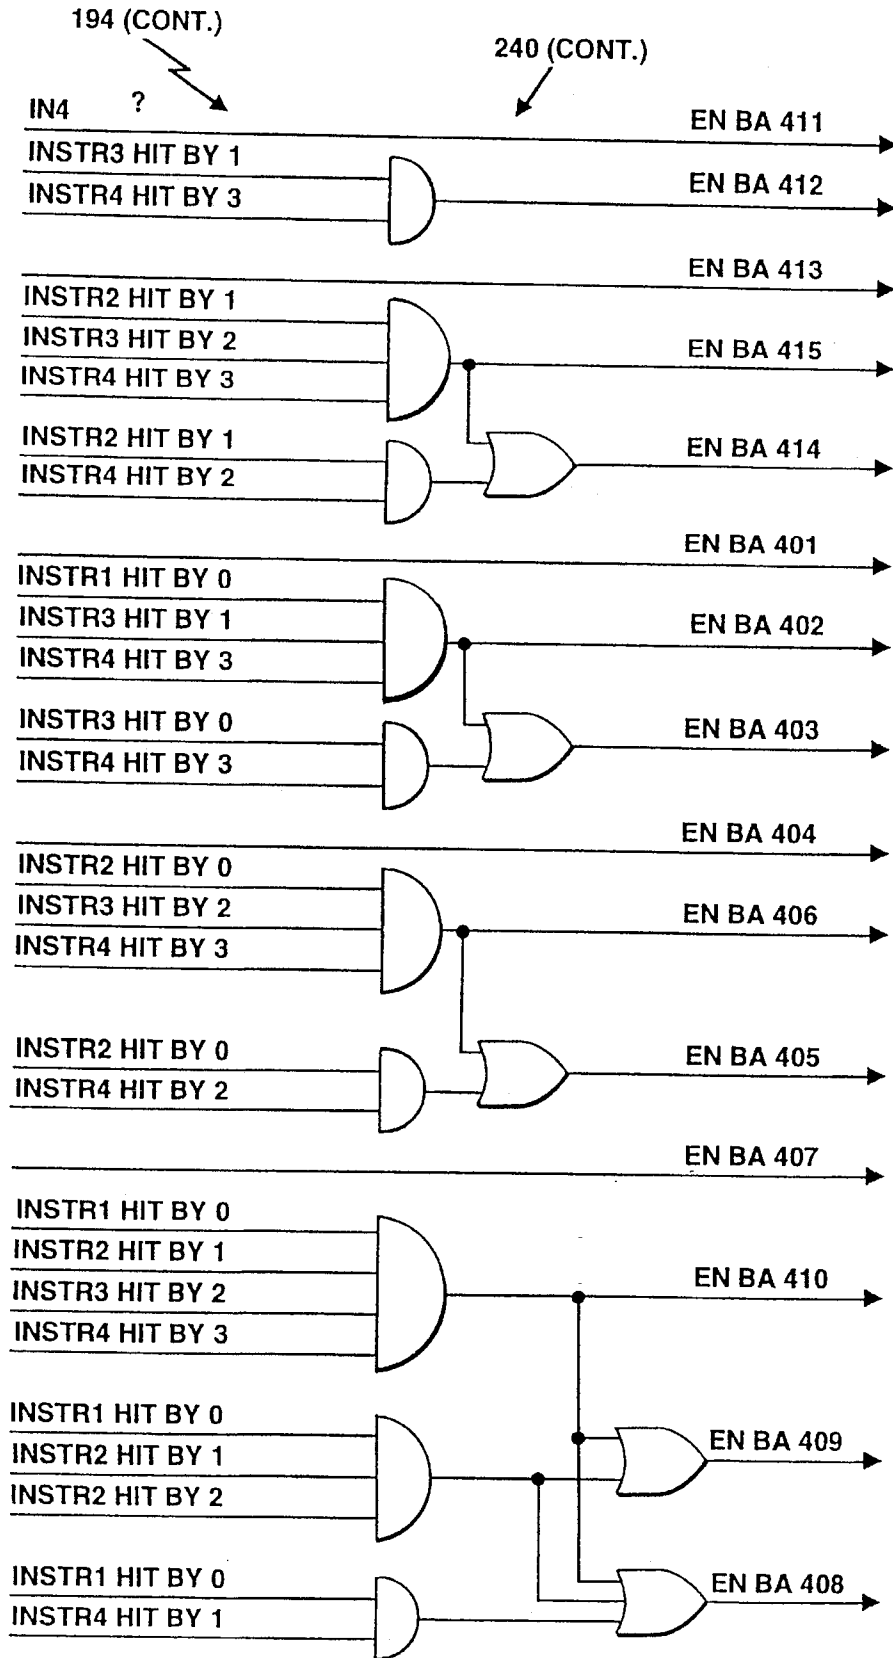 194 (CONT.)
240 (CONT.)
IN4 ?
EN BA 411
INSTR3 HIT BY 1
EN BA 412
INSTR4 HIT BY 3
EN BA 413
INSTR2 HIT BY 1
INSTR3 HIT BY 2
EN BA 415
INSTR4 HIT BY 3
INSTR2 HIT BY 1
EN BA 414
INSTR4 HIT BY 2
EN BA 401
INSTR1 HIT BY 0
INSTR3 HIT BY 1
EN BA 402
INSTR4 HIT BY 3
INSTR3 HIT BY 0
EN BA 403
INSTR4 HIT BY 3
EN BA 404
INSTR2 HIT BY 0
INSTR3 HIT BY 2
EN BA 406
INSTR4 HIT BY 3
INSTR2 HIT BY 0
EN BA 405
INSTR4 HIT BY 2
EN BA 407
INSTR1 HIT BY 0
INSTR2 HIT BY 1
EN BA 410
INSTR3 HIT BY 2
INSTR4 HIT BY 3
INSTR1 HIT BY 0
EN BA 409
INSTR2 HIT BY 1
INSTR2 HIT BY 2
INSTR1 HIT BY 0
EN BA 408
INSTR4 HIT BY 1